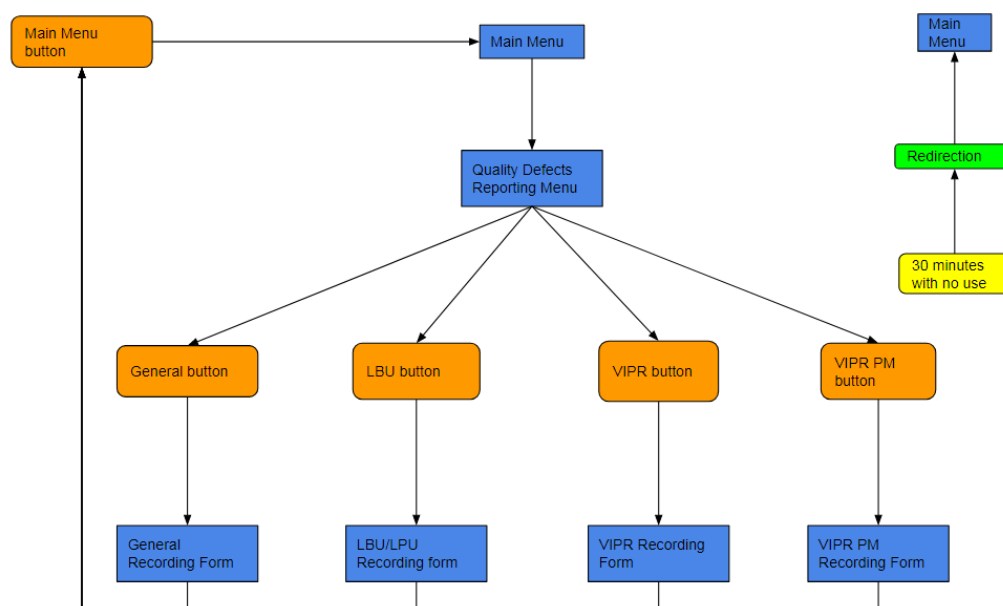 Main Menu
button
Main Menu
Main
Menu
Quality Defects
Reporting Menu
Redirection
30 minutes
with no use
General button
LBU button
VIPR button
VIPR PM
button
General
Recording Form
LBU/LPU
Recording form
VIPR Recording
Form
VIPR PM
Recording Form